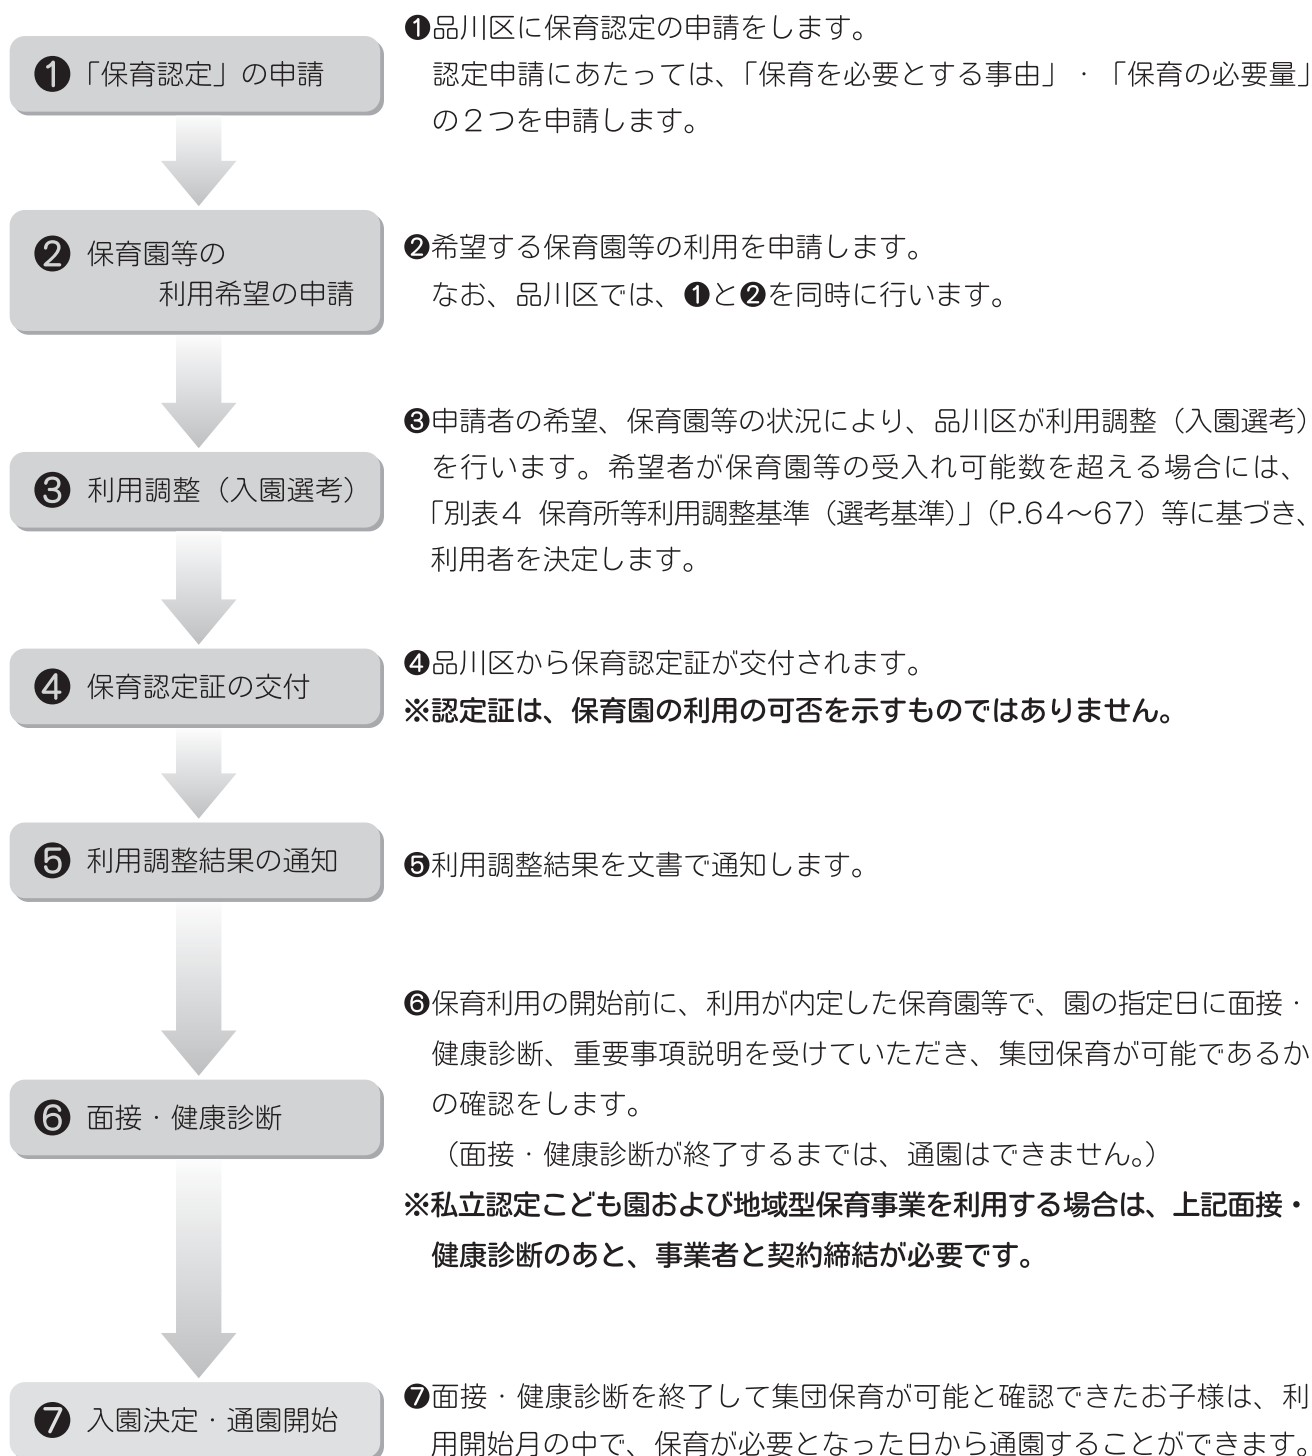 ❶「保育認定」の申請
❶品川区に保育認定の申請をします。
認定申請にあたっては、「保育を必要とする事由」・「保育の必要量」
の２つを申請します。
❷ 保育園等の
利用希望の申請
❷希望する保育園等の利用を申請します。
なお、品川区では、❶と❷を同時に行います。
❸ 利用調整（入園選考）
❸申請者の希望、保育園等の状況により、品川区が利用調整（入園選考）
を行います。希望者が保育園等の受入れ可能数を超える場合には、
「別表４ 保育所等利用調整基準（選考基準）」（P.64～67）等に基づき、
利用者を決定します。
❹ 保育認定証の交付
❹品川区から保育認定証が交付されます。
※認定証は、保育園の利用の可否を示すものではありません。
❺ 利用調整結果の通知
❺利用調整結果を文書で通知します。
❻ 面接・健康診断
❻保育利用の開始前に、利用が内定した保育園等で、園の指定日に面接・
健康診断、重要事項説明を受けていただき、集団保育が可能であるか
の確認をします。
（面接・健康診断が終了するまでは、通園はできません。）
※私立認定こども園および地域型保育事業を利用する場合は、上記面接・
健康診断のあと、事業者と契約締結が必要です。
❼ 入園決定・通園開始
❼面接・健康診断を終了して集団保育が可能と確認できたお子様は、利
用開始月の中で、保育が必要となった日から通園することができます。